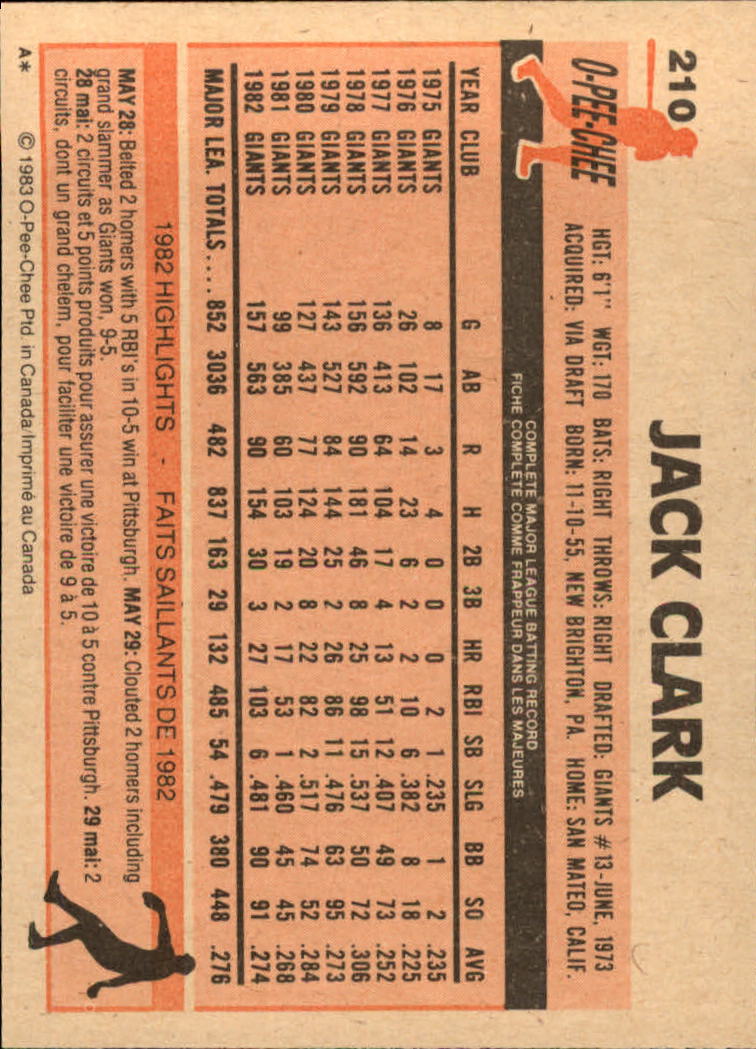 210
JACK CLARK
O-PEE-CHEE
HGT: 6'1" WGT: 170 BATS: RIGHT THROWS: RIGHT DRAFTED: GIANTS #13-JUNE, 1973
ACQUIRED: VIA DRAFT BORN: 11-10-55, NEW BRIGHTON, PA. HOME: SAN MATEO, CALIF.
COMPLETE MAJOR LEAGUE BATTING RECORD
FICHE COMPLETE COMME FRAPPEUR DANS LES MAJEURES
YEAR CLUB G AB R H 2B 3B HR RBI SB SLG BB SO AVG
1975 GIANTS 8 17 3 4 0 0 0 2 1 .235 1 2 .235
1976 GIANTS 26 102 14 23 6 2 2 10 6 .382 8 18 .225
1977 GIANTS 136 413 64 104 17 4 13 51 12 .407 49 73 .252
1978 GIANTS 156 592 90 181 46 8 25 98 15 .537 50 72 .306
1979 GIANTS 143 527 84 144 25 2 26 86 11 .476 63 95 .273
1980 GIANTS 127 437 77 124 20 8 22 82 2 .517 74 52 .284
1981 GIANTS 99 385 60 103 19 2 17 53 1 .460 45 45 .268
1982 GIANTS 157 563 90 154 30 3 27 103 6 .481 90 91 .274
MAJOR LEA. TOTALS.... 852 3036 482 837 163 29 132 485 54 .479 380 448 .276
1982 HIGHLIGHTS - FAITS SAILLANTS DE 1982
MAY 28: Belted 2 homers with 5 RBI's in 10-5 win at Pittsburgh. MAY 29: Clouted 2 homers including
grand slammer as Giants won, 9-5.
28 mai: 2 circuits et 5 points produits pour assurer une victoire de 10 à 5 contre Pittsburgh. 29 mai: 2
circuits, dont un grand chelem, pour faciliter une victoire de 9 à 5.
A* © 1983 O-Pee-Chee Ptd. in Canada/Imprimé au Canada